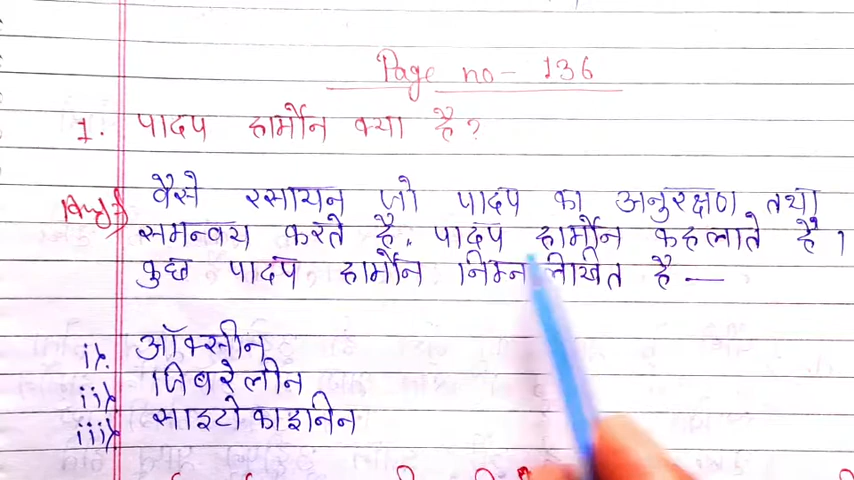 Page no- 136
1. पादप हार्मोन क्या है?
Ans⇒ वैसे रसायन जो पादप का अनुरक्षण तथा
समन्वय करते है. पादप हार्मोन कहलाते है।
कुछ पादप हार्मोन निम्नलिखित है —
i). ऑक्सीन
ii). जिबरेलीन
iii). साइटोकाइनिन